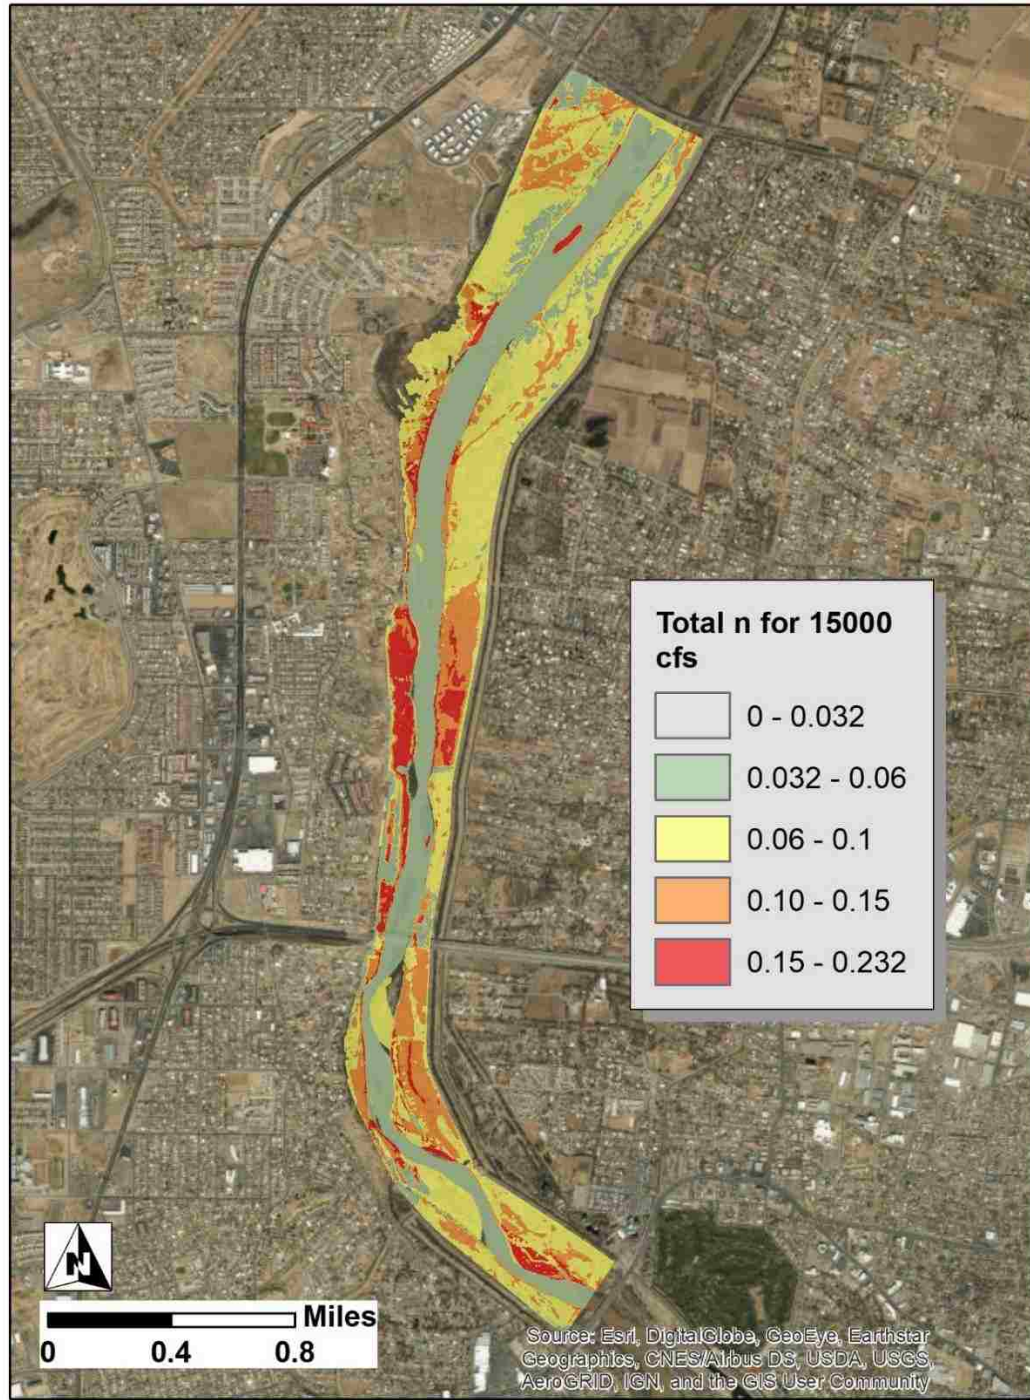 Total n for 15000
cfs
0 - 0.032
0.032 - 0.06
0.06 - 0.1
0.10 - 0.15
0.15 - 0.232
N
Miles
0 0.4 0.8
Source: Esri, DigitalGlobe, GeoEye, Earthstar
Geographics, CNES/Airbus DS, USDA, USGS,
AeroGRID, IGN, and the GIS User Community